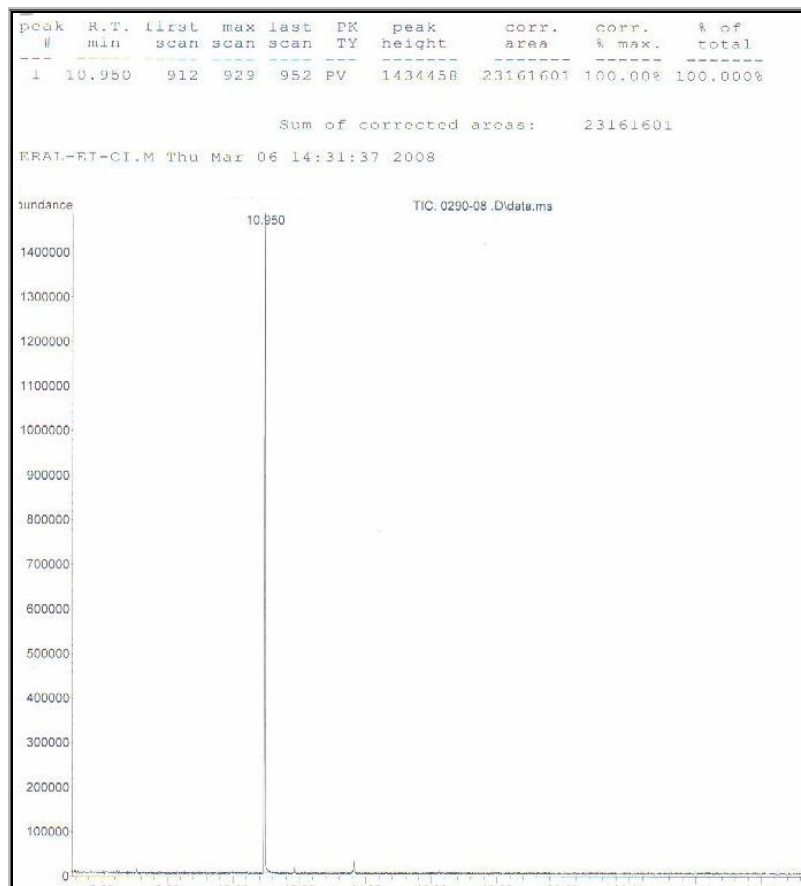 peak R.T. first max last PK peak corr. corr. % of
# min scan scan scan TY height area % max. total
--- ----- ----- ---- ---- --- ------- ------- ------ -------
1 10.950 912 929 952 PV 1434458 23161601 100.00% 100.000%
Sum of corrected areas: 23161601
ERAL-EI-CI.M Thu Mar 06 14:31:37 2008
undance
TIC: 0290-08 .D\data.ms
10.950
1400000
1300000
1200000
1100000
1000000
900000
800000
700000
600000
500000
400000
300000
200000
100000
0